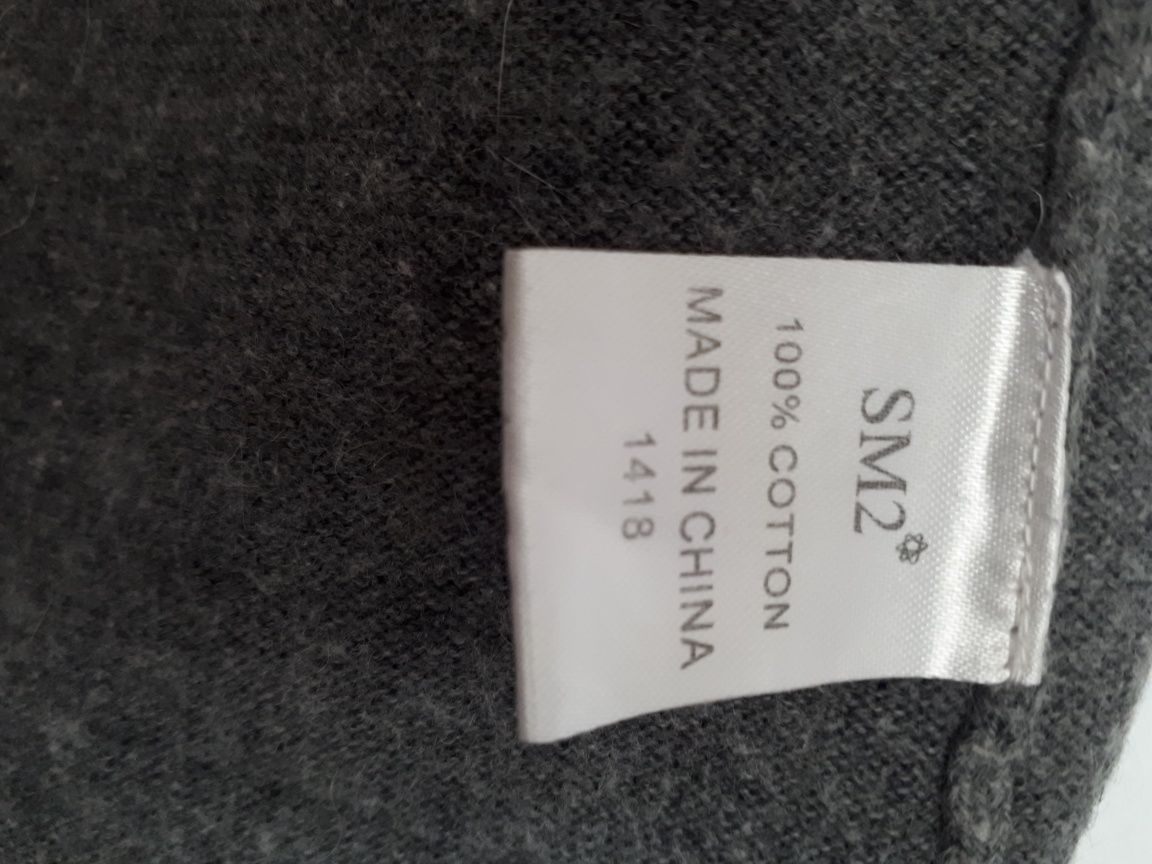 SM2
100% COTTON
MADE IN CHINA
1418